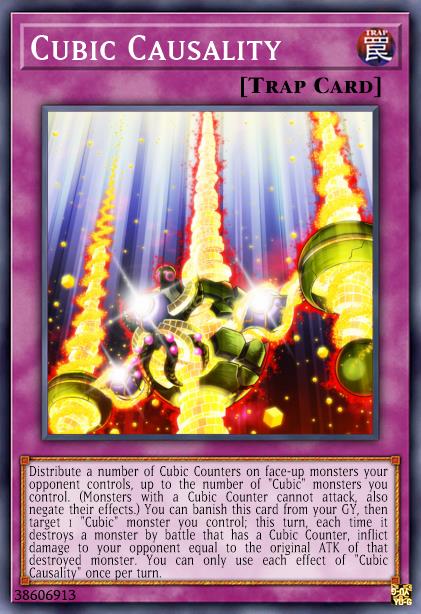 CUBIC CAUSALITY
TRAP
罠
[TRAP CARD]
Distribute a number of Cubic Counters on face-up monsters your
opponent controls, up to the number of "Cubic" monsters you
control. (Monsters with a Cubic Counter cannot attack, also
negate their effects.) You can banish this card from your GY, then
target 1 "Cubic" monster you control; this turn, each time it
destroys a monster by battle that has a Cubic Counter, inflict
damage to your opponent equal to the original ATK of that
destroyed monster. You can only use each effect of "Cubic
Causality" once per turn.
38606913